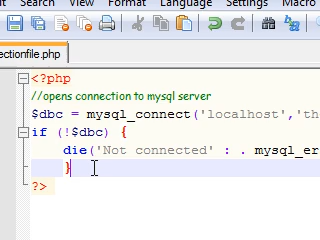 View Format Language Settings Macro
ectionfile.php
<?php
//opens connection to mysql server
$dbc = mysql_connect('localhost','th
if (!$dbc) {
die('Not connected' : . mysql_er
}
?>